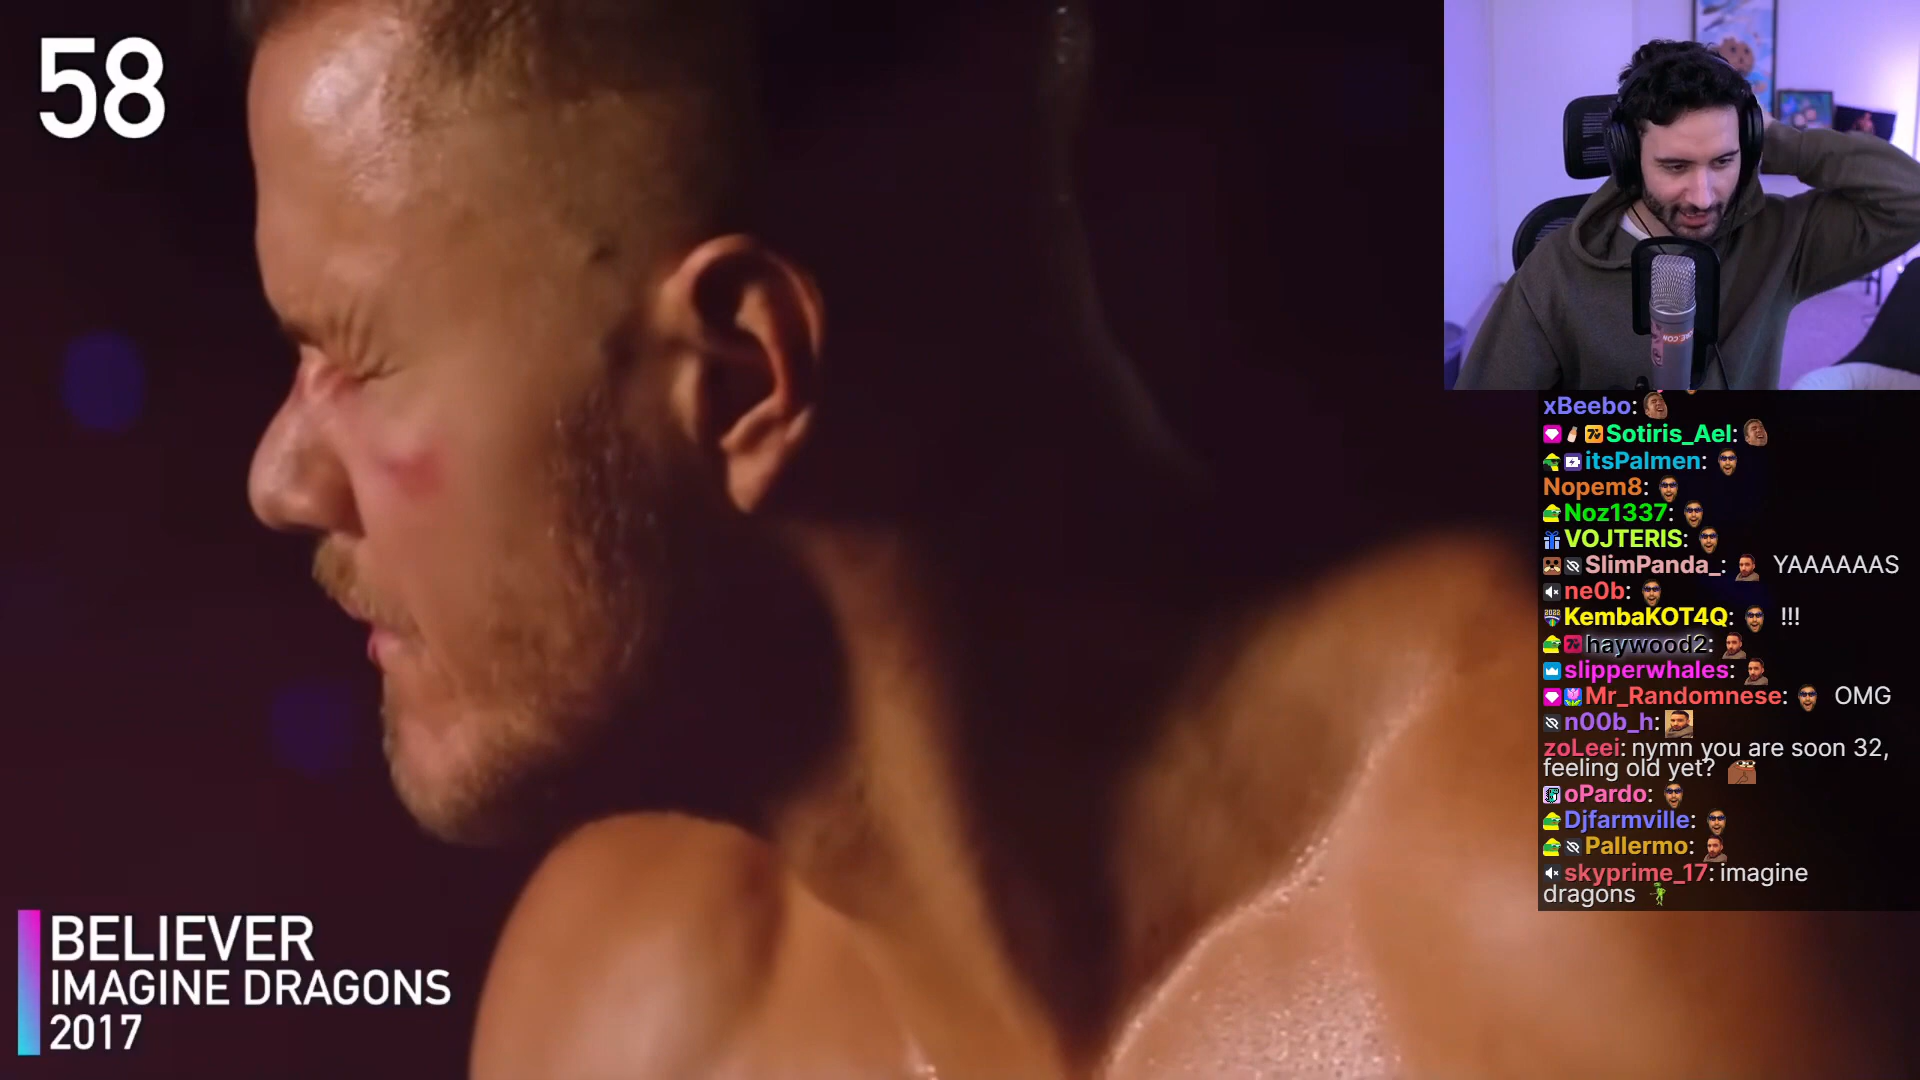 58
xBeebo:
Sotiris_Ael:
itsPalmen:
Nopem8:
Noz1337:
VOJTERIS:
SlimPanda_: YAAAAAAS
ne0b:
KembaKOT4Q: !!!
haywood2:
slipperwhales:
Mr_Randomnese: OMG
n00b_h:
zoLeei: nymn you are soon 32,
feeling old yet?
oPardo:
Djfarmville:
Pallermo:
skyprime_17: imagine
dragons
BELIEVER
IMAGINE DRAGONS
2017